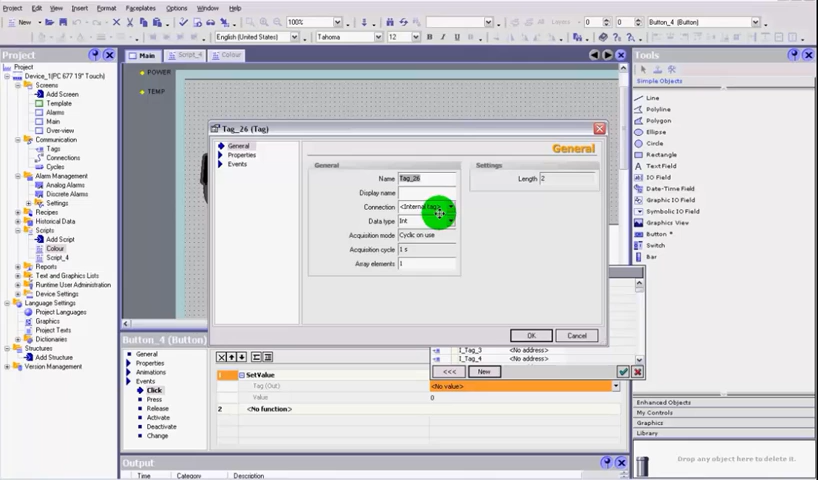 Project Edit View Insert Format Faceplates Options Window Help
New 100% 0 0 Button_4 (Button)
English (United States) Tahoma 12 B I U
Project
Main Script_4 Colour
Tools
Project
Device_1(PC 677 19" Touch)
Screens
Add Screen
Template
Alarms
Main
Over-view
Communication
Tags
Connections
Cycles
Alarm Management
Analog Alarms
Discrete Alarms
Settings
Recipes
Historical Data
Scripts
Add Script
Colour
Script_4
Reports
Text and Graphics Lists
Runtime User Administration
Device Settings
Language Settings
Project Languages
Graphics
Project Texts
Dictionaries
Structures
Add Structure
Version Management
POWER
TEMP
Tag_26 (Tag)
General
Properties
Events
General
General
Name Tag_26
Display name
Connection <Internal tag>
Data type Int
Acquisition mode Cyclic on use
Acquisition cycle 1 s
Array elements 1
Settings
Length 2
OK Cancel
I_Tag_3 <No address>
I_Tag_4 <No address>
<<< New
Button_4 (Button)
General
Properties
Animations
Events
Click
Press
Release
Activate
Deactivate
Change
1 SetValue
Tag (Out) <No value>
Value 0
2 <No function>
Output
Time Category Description
Simple Objects
Line
Polyline
Polygon
Ellipse
Circle
Rectangle
Text Field
IO Field
Date-Time Field
Graphic IO Field
Symbolic IO Field
Graphics View
Button
Switch
Bar
Enhanced Objects
My Controls
Graphics
Library
Drop any object here to delete it.